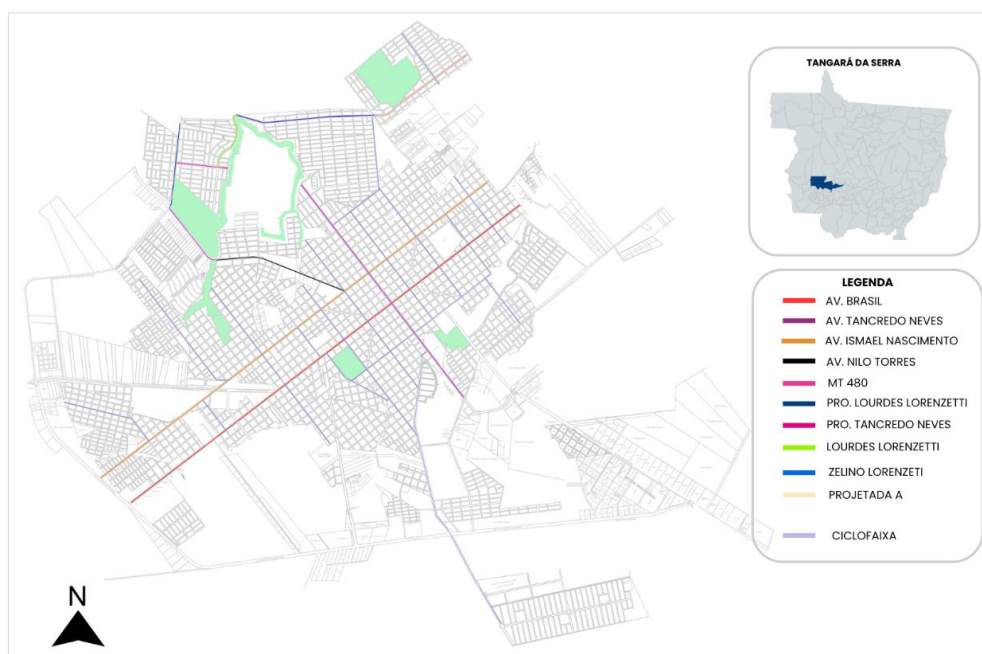 TANGARÁ DA SERRA
LEGENDA
AV. BRASIL
AV. TANCREDO NEVES
AV. ISMAEL NASCIMENTO
AV. NILO TORRES
MT 480
PRO. LOURDES LORENZETTI
PRO. TANCREDO NEVES
LOURDES LORENZETTI
ZELINO LORENZETI
PROJETADA A
CICLOFAIXA
N